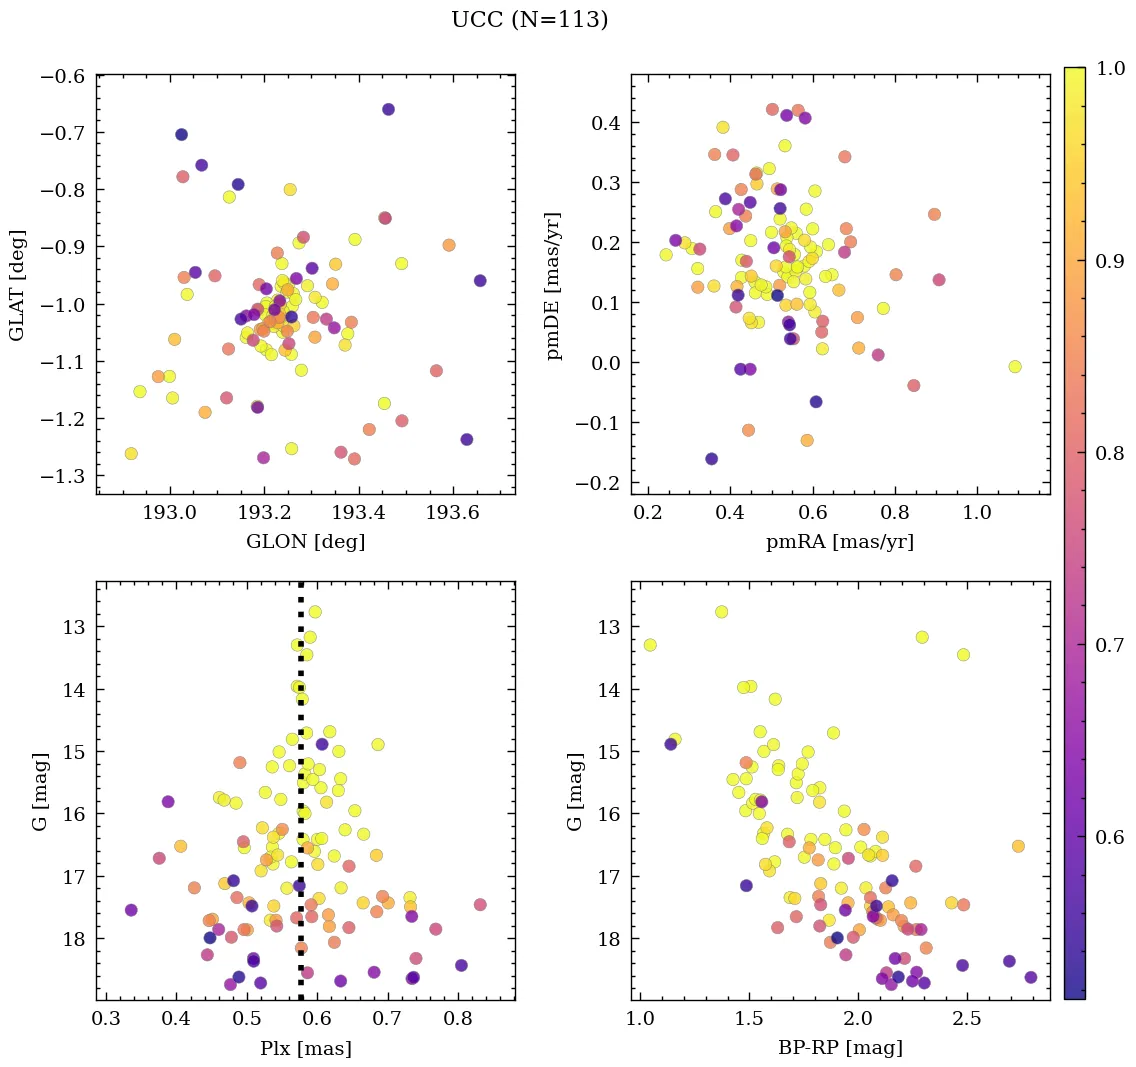 UCC (N=113)
−0.6
−0.7
−0.8
−0.9
−1.0
−1.1
−1.2
−1.3
GLAT [deg]
193.0 193.2 193.4 193.6
GLON [deg]
0.4
0.3
0.2
0.1
0.0
−0.1
−0.2
pmDE [mas/yr]
0.2 0.4 0.6 0.8 1.0
pmRA [mas/yr]
13
14
15
16
17
18
G [mag]
0.3 0.4 0.5 0.6 0.7 0.8
Plx [mas]
13
14
15
16
17
18
G [mag]
1.0 1.5 2.0 2.5
BP-RP [mag]
1.0
0.9
0.8
0.7
0.6